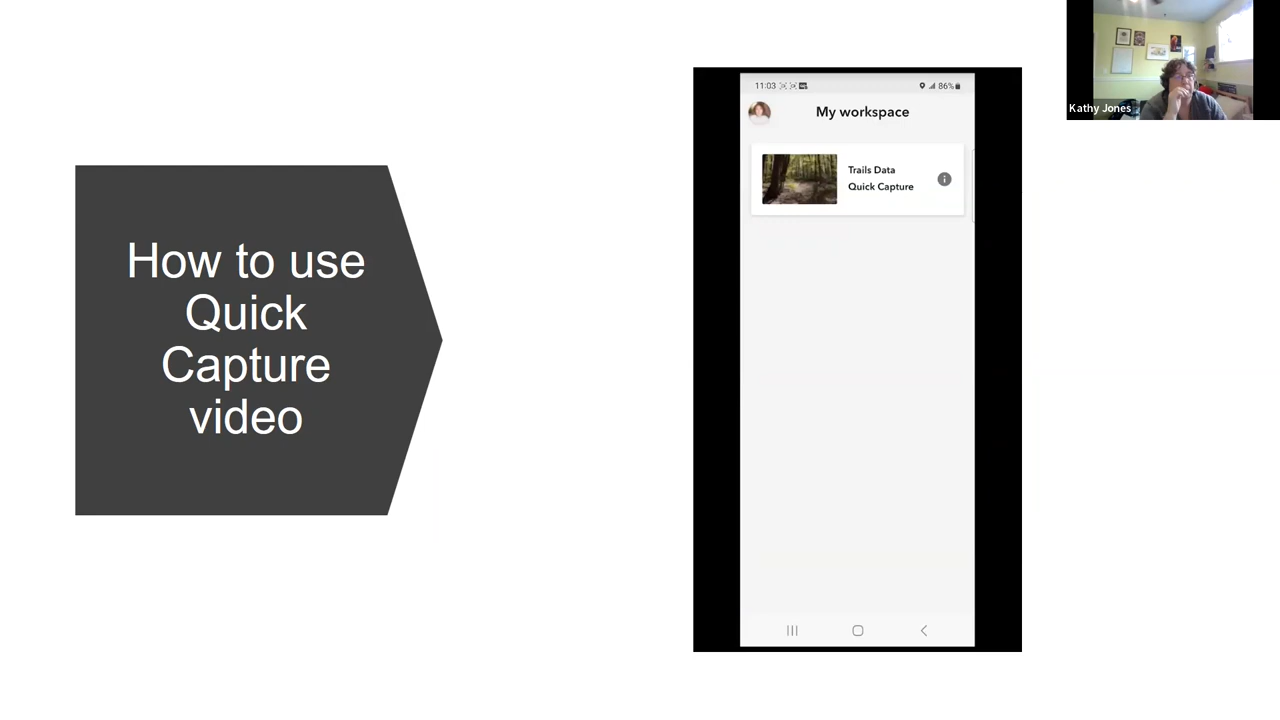 How to use
Quick
Capture
video
11:03
86%
My workspace
Trails Data
Quick Capture
Kathy Jones